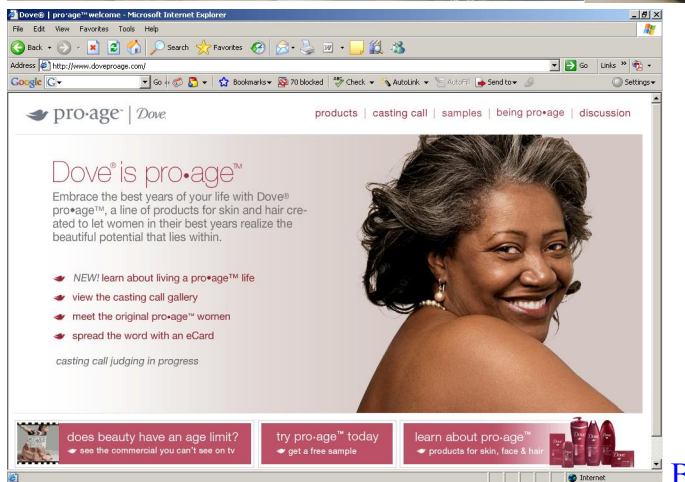 Dove® | pro·age™ welcome - Microsoft Internet Explorer
File Edit View Favorites Tools Help
Back Search Favorites
Address http://www.doveproage.com/ Go Links »
Google G Go Bookmarks 70 blocked Check AutoLink AutoFill Send to Settings
pro·age™ | Dove
products | casting call | samples | being pro•age | discussion
Dove® is pro•age™
Embrace the best years of your life with Dove®
pro•age™, a line of products for skin and hair cre-
ated to let women in their best years realize the
beautiful potential that lies within.
NEW! learn about living a pro•age™ life
view the casting call gallery
meet the original pro•age™ women
spread the word with an eCard
casting call judging in progress
does beauty have an age limit?
see the commercial you can't see on tv
try pro·age™ today
get a free sample
learn about pro·age™
products for skin, face & hair
Internet